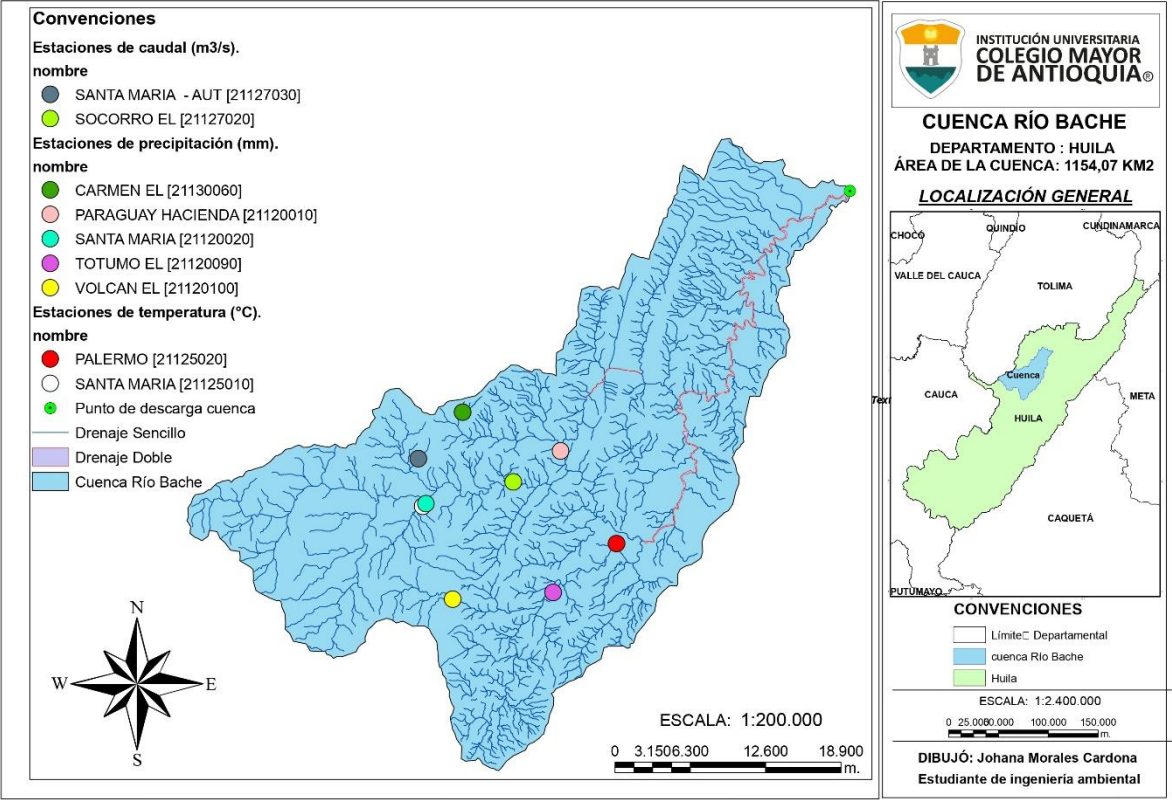 Convenciones
Estaciones de caudal (m3/s).
nombre
SANTA MARIA - AUT [21127030]
SOCORRO EL [21127020]
Estaciones de precipitación (mm).
nombre
CARMEN EL [21130060]
PARAGUAY HACIENDA [21120010]
SANTA MARIA [21120020]
TOTUMO EL [21120090]
VOLCAN EL [21120100]
Estaciones de temperatura (°C).
nombre
PALERMO [21125020]
SANTA MARIA [21125010]
Punto de descarga cuenca
Drenaje Sencillo
Drenaje Doble
Cuenca Río Bache
N
W E
S
ESCALA: 1:200.000
0 3.1506.300 12.600 18.900
m.
INSTITUCIÓN UNIVERSITARIA
COLEGIO MAYOR
DE ANTIOQUIA®
CUENCA RÍO BACHE
DEPARTAMENTO : HUILA
ÁREA DE LA CUENCA: 1154,07 KM2
LOCALIZACIÓN GENERAL
CHOCÓ QUINDÍO CUNDINAMARCA
VALLE DEL CAUCA
TOLIMA
Cuenca
CAUCA
META
Text
HUILA
CAQUETÁ
PUTUMAYO
CONVENCIONES
Límite□ Departamental
cuenca Río Bache
Huila
ESCALA: 1:2.400.000
0 25.00050.000 100.000 150.000
m.
DIBUJÓ: Johana Morales Cardona
Estudiante de ingeniería ambiental